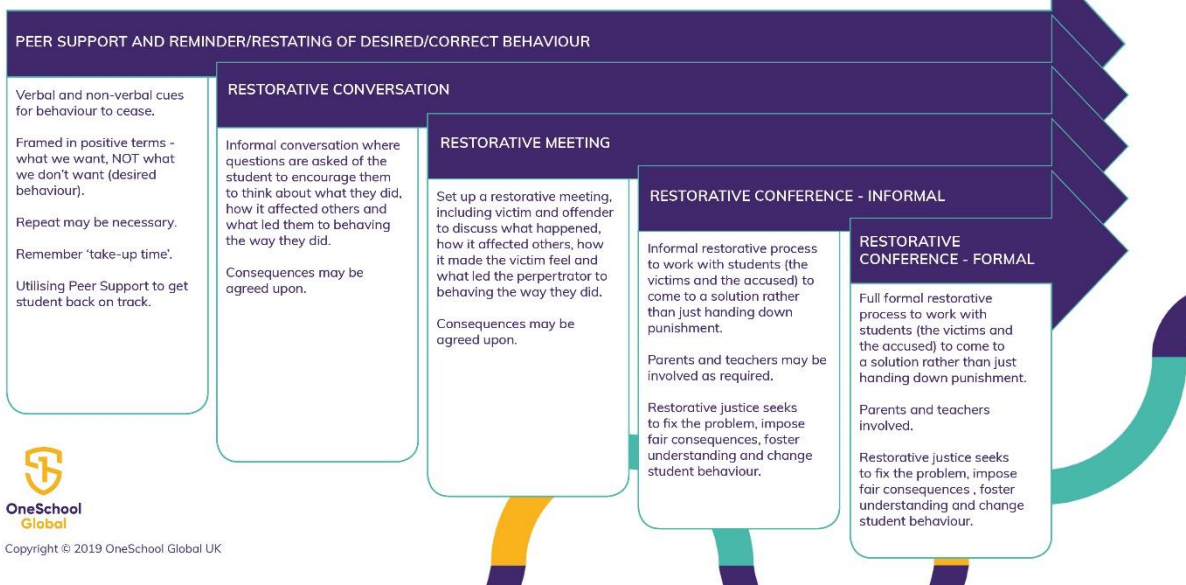 PEER SUPPORT AND REMINDER/RESTATING OF DESIRED/CORRECT BEHAVIOUR
Verbal and non-verbal cues
for behaviour to cease.
Framed in positive terms -
what we want, NOT what
we don't want (desired
behaviour).
Repeat may be necessary.
Remember 'take-up time'.
Utilising Peer Support to get
student back on track.
RESTORATIVE CONVERSATION
Informal conversation where
questions are asked of the
student to encourage them
to think about what they did,
how it affected others and
what led them to behaving
the way they did.
Consequences may be
agreed upon.
RESTORATIVE MEETING
Set up a restorative meeting,
including victim and offender
to discuss what happened,
how it affected others, how
it made the victim feel and
what led the perpertrator to
behaving the way they did.
Consequences may be
agreed upon.
RESTORATIVE CONFERENCE - INFORMAL
Informal restorative process
to work with students (the
victims and the accused) to
come to a solution rather
than just handing down
punishment.
Parents and teachers may be
involved as required.
Restorative justice seeks
to fix the problem, impose
fair consequences, foster
understanding and change
student behaviour.
RESTORATIVE
CONFERENCE - FORMAL
Full formal restorative
process to work with
students (the victims and
the accused) to come to
a solution rather than just
handing down punishment.
Parents and teachers
involved.
Restorative justice seeks
to fix the problem, impose
fair consequences , foster
understanding and change
student behaviour.
OneSchool
Global
Copyright © 2019 OneSchool Global UK